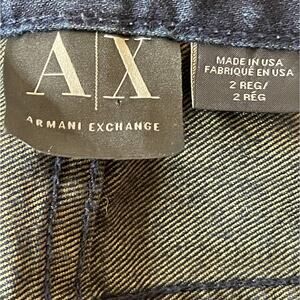 A|X
ARMANI EXCHANGE
MADE IN USA
FABRIQUÉ EN USA
2 REG/
2 RÉG